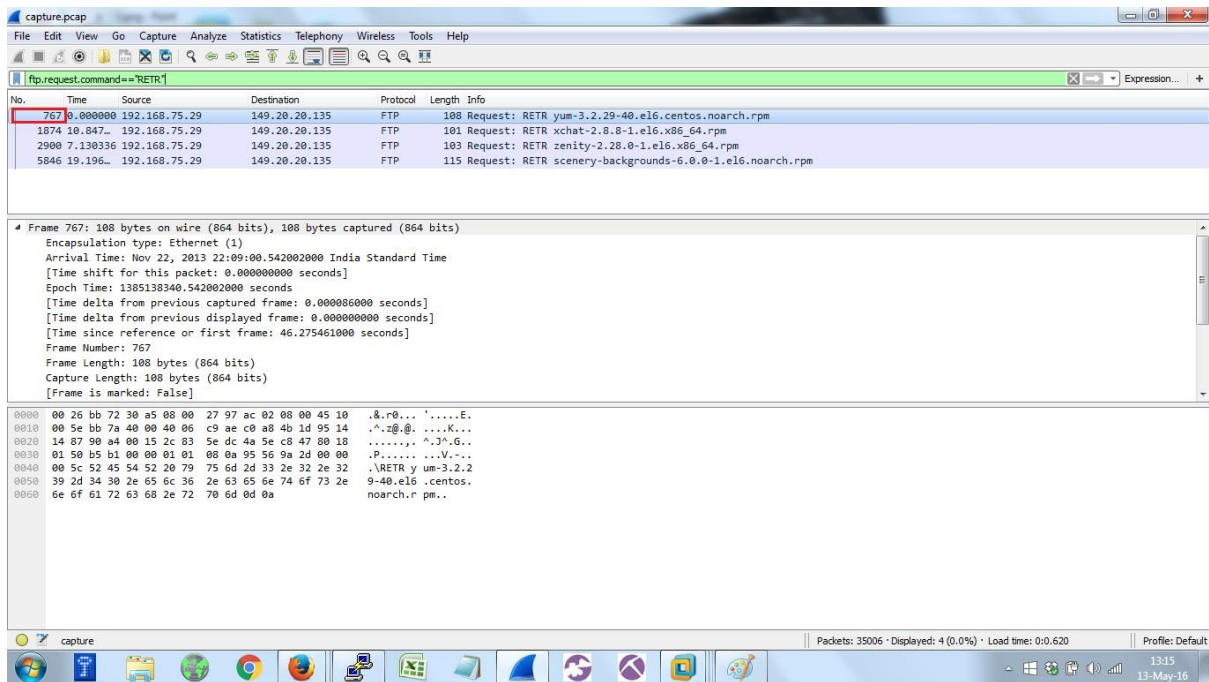 capture.pcap
File Edit View Go Capture Analyze Statistics Telephony Wireless Tools Help
ftp.request.command=="RETR" Expression... +
No. Time Source Destination Protocol Length Info
767 0.000000 192.168.75.29 149.20.20.135 FTP 108 Request: RETR yum-3.2.29-40.el6.centos.noarch.rpm
1874 10.847… 192.168.75.29 149.20.20.135 FTP 101 Request: RETR xchat-2.8.8-1.el6.x86_64.rpm
2900 7.130336 192.168.75.29 149.20.20.135 FTP 103 Request: RETR zenity-2.28.0-1.el6.x86_64.rpm
5846 19.196… 192.168.75.29 149.20.20.135 FTP 115 Request: RETR scenery-backgrounds-6.0.0-1.el6.noarch.rpm
Frame 767: 108 bytes on wire (864 bits), 108 bytes captured (864 bits)
Encapsulation type: Ethernet (1)
Arrival Time: Nov 22, 2013 22:09:00.542002000 India Standard Time
[Time shift for this packet: 0.000000000 seconds]
Epoch Time: 1385138340.542002000 seconds
[Time delta from previous captured frame: 0.000086000 seconds]
[Time delta from previous displayed frame: 0.000000000 seconds]
[Time since reference or first frame: 46.275461000 seconds]
Frame Number: 767
Frame Length: 108 bytes (864 bits)
Capture Length: 108 bytes (864 bits)
[Frame is marked: False]
0000 00 26 bb 72 30 a5 08 00 27 97 ac 02 08 00 45 10 .&.r0... '.....E.
0010 00 5e bb 7a 40 00 40 06 c9 ae c0 a8 4b 1d 95 14 .^.z@.@. ....K...
0020 14 87 90 a4 00 15 2c 83 5e dc 4a 5e c8 47 80 18 ......,. ^.J^.G..
0030 01 50 b5 b1 00 00 01 01 08 0a 95 56 9a 2d 00 00 .P...... ...V.-..
0040 00 5c 52 45 54 52 20 79 75 6d 2d 33 2e 32 2e 32 .\RETR y um-3.2.2
0050 39 2d 34 30 2e 65 6c 36 2e 63 65 6e 74 6f 73 2e 9-40.el6 .centos.
0060 6e 6f 61 72 63 68 2e 72 70 6d 0d 0a noarch.r pm..
capture Packets: 35006 · Displayed: 4 (0.0%) · Load time: 0:0.620 Profile: Default
13:15
13-May-16